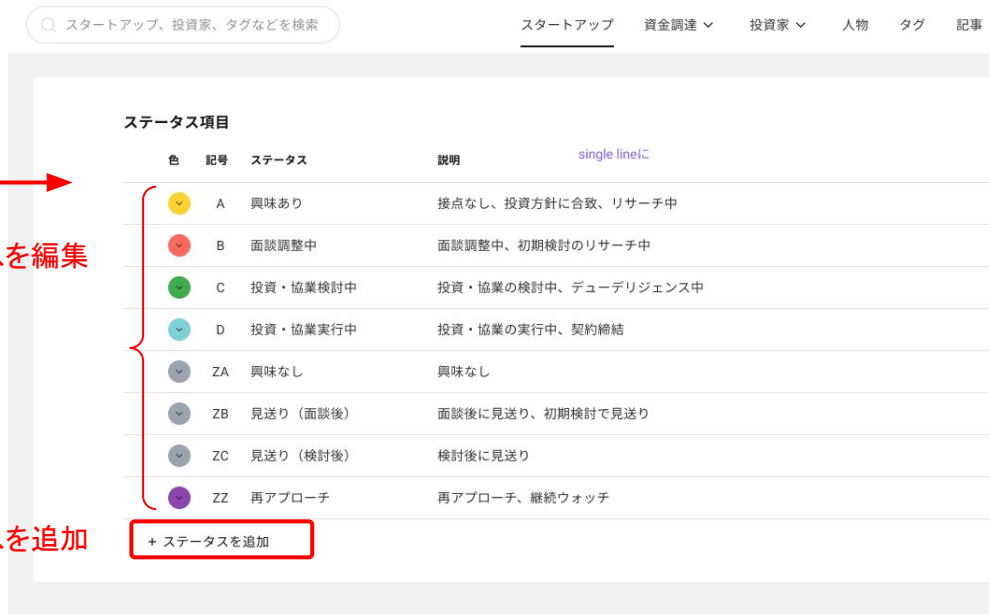 スタートアップ、投資家、タグなどを検索
スタートアップ 資金調達 投資家 人物 タグ 記事
ステータス項目
色 記号 ステータス 説明 single lineに
A 興味あり 接点なし、投資方針に合致、リサーチ中
B 面談調整中 面談調整中、初期検討のリサーチ中
を編集
C 投資・協業検討中 投資・協業の検討中、デューデリジェンス中
D 投資・協業実行中 投資・協業の実行中、契約締結
ZA 興味なし 興味なし
ZB 見送り（面談後） 面談後に見送り、初期検討で見送り
ZC 見送り（検討後） 検討後に見送り
ZZ 再アプローチ 再アプローチ、継続ウォッチ
を追加
+ ステータスを追加